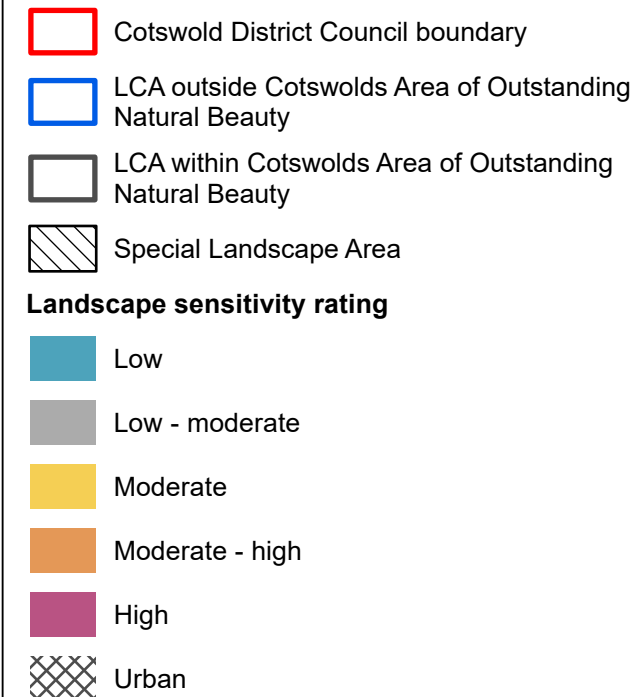 Cotswold District Council boundary
LCA outside Cotswolds Area of Outstanding
Natural Beauty
LCA within Cotswolds Area of Outstanding
Natural Beauty
Special Landscape Area
Landscape sensitivity rating
Low
Low - moderate
Moderate
Moderate - high
High
Urban